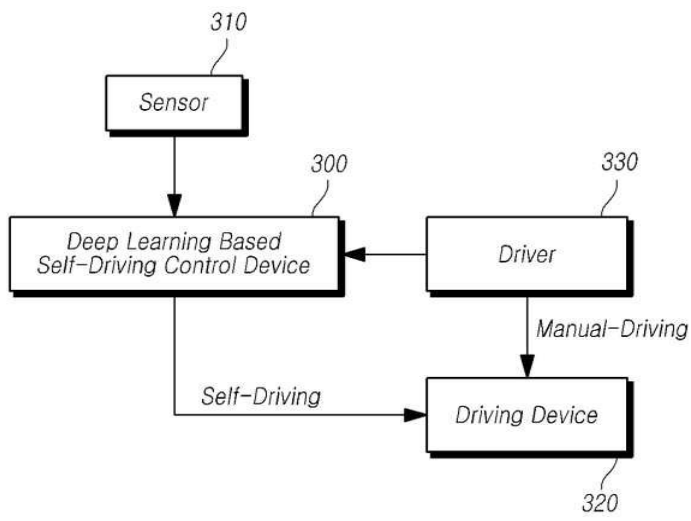 310
Sensor
300
330
Deep Learning Based
Self-Driving Control Device
Driver
Manual-Driving
Self-Driving
Driving Device
320